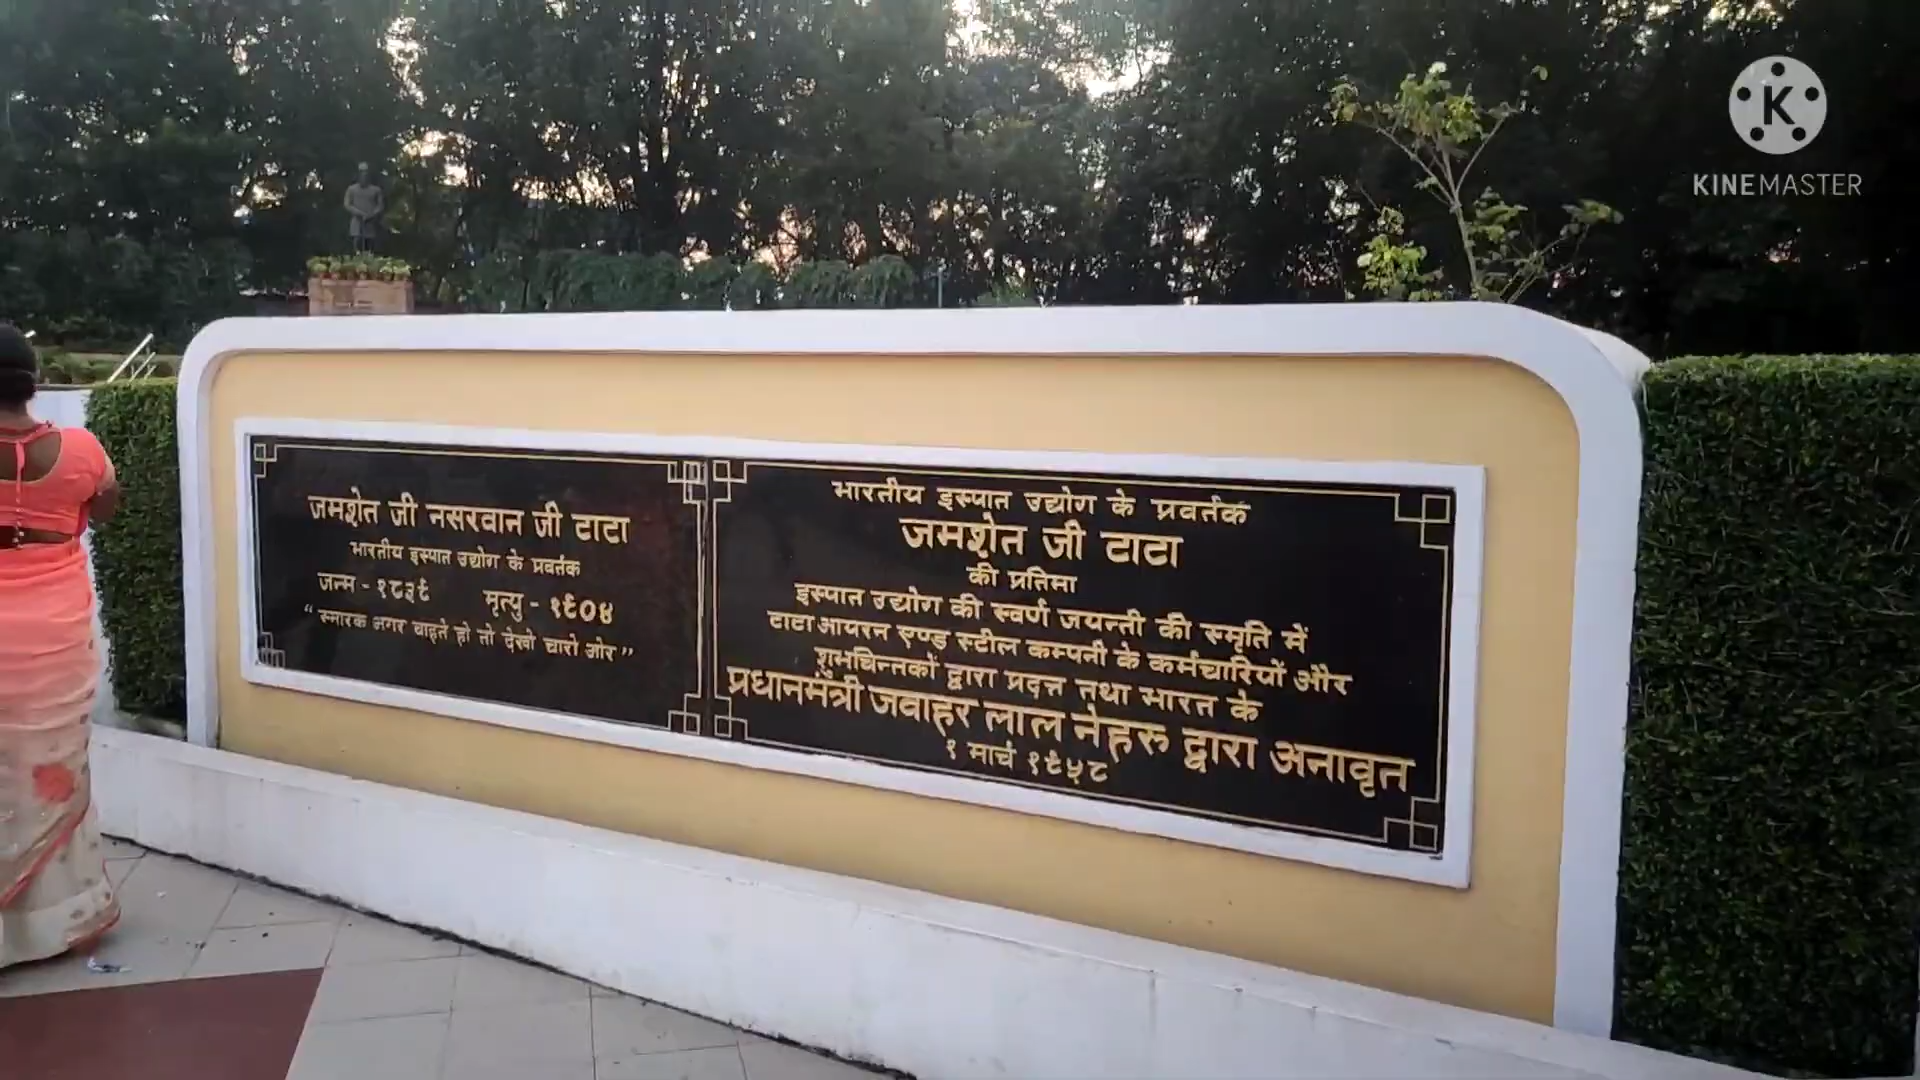 जमशेत जी नसरवान जी टाटा
भारतीय इस्पात उद्योग के प्रवर्तक
जन्म - १८३९ मृत्यु - १९०४
“स्मारक अगर चाहते हो तो देखो चारो ओर”
भारतीय इस्पात उद्योग के प्रवर्तक
जमशेत जी टाटा
की प्रतिमा
इस्पात उद्योग की स्वर्ण जयन्ती की स्मृति में
टाटा आयरन एण्ड स्टील कम्पनी के कर्मचारियों और
शुभचिन्तकों द्वारा प्रदत्त तथा भारत के
प्रधानमंत्री जवाहर लाल नेहरु द्वारा अनावृत
१ मार्च १९५८
KINEMASTER